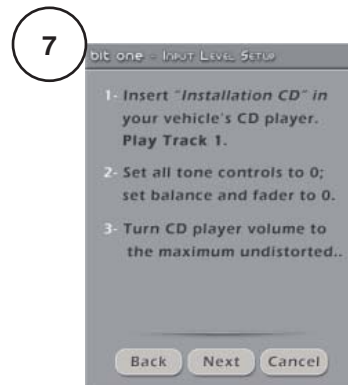 7
bit one - Input Level Setup
1- Insert "Installation CD" in
your vehicle's CD player.
Play Track 1.
2- Set all tone controls to 0;
set balance and fader to 0.
3- Turn CD player volume to
the maximum undistorted..
Back Next Cancel